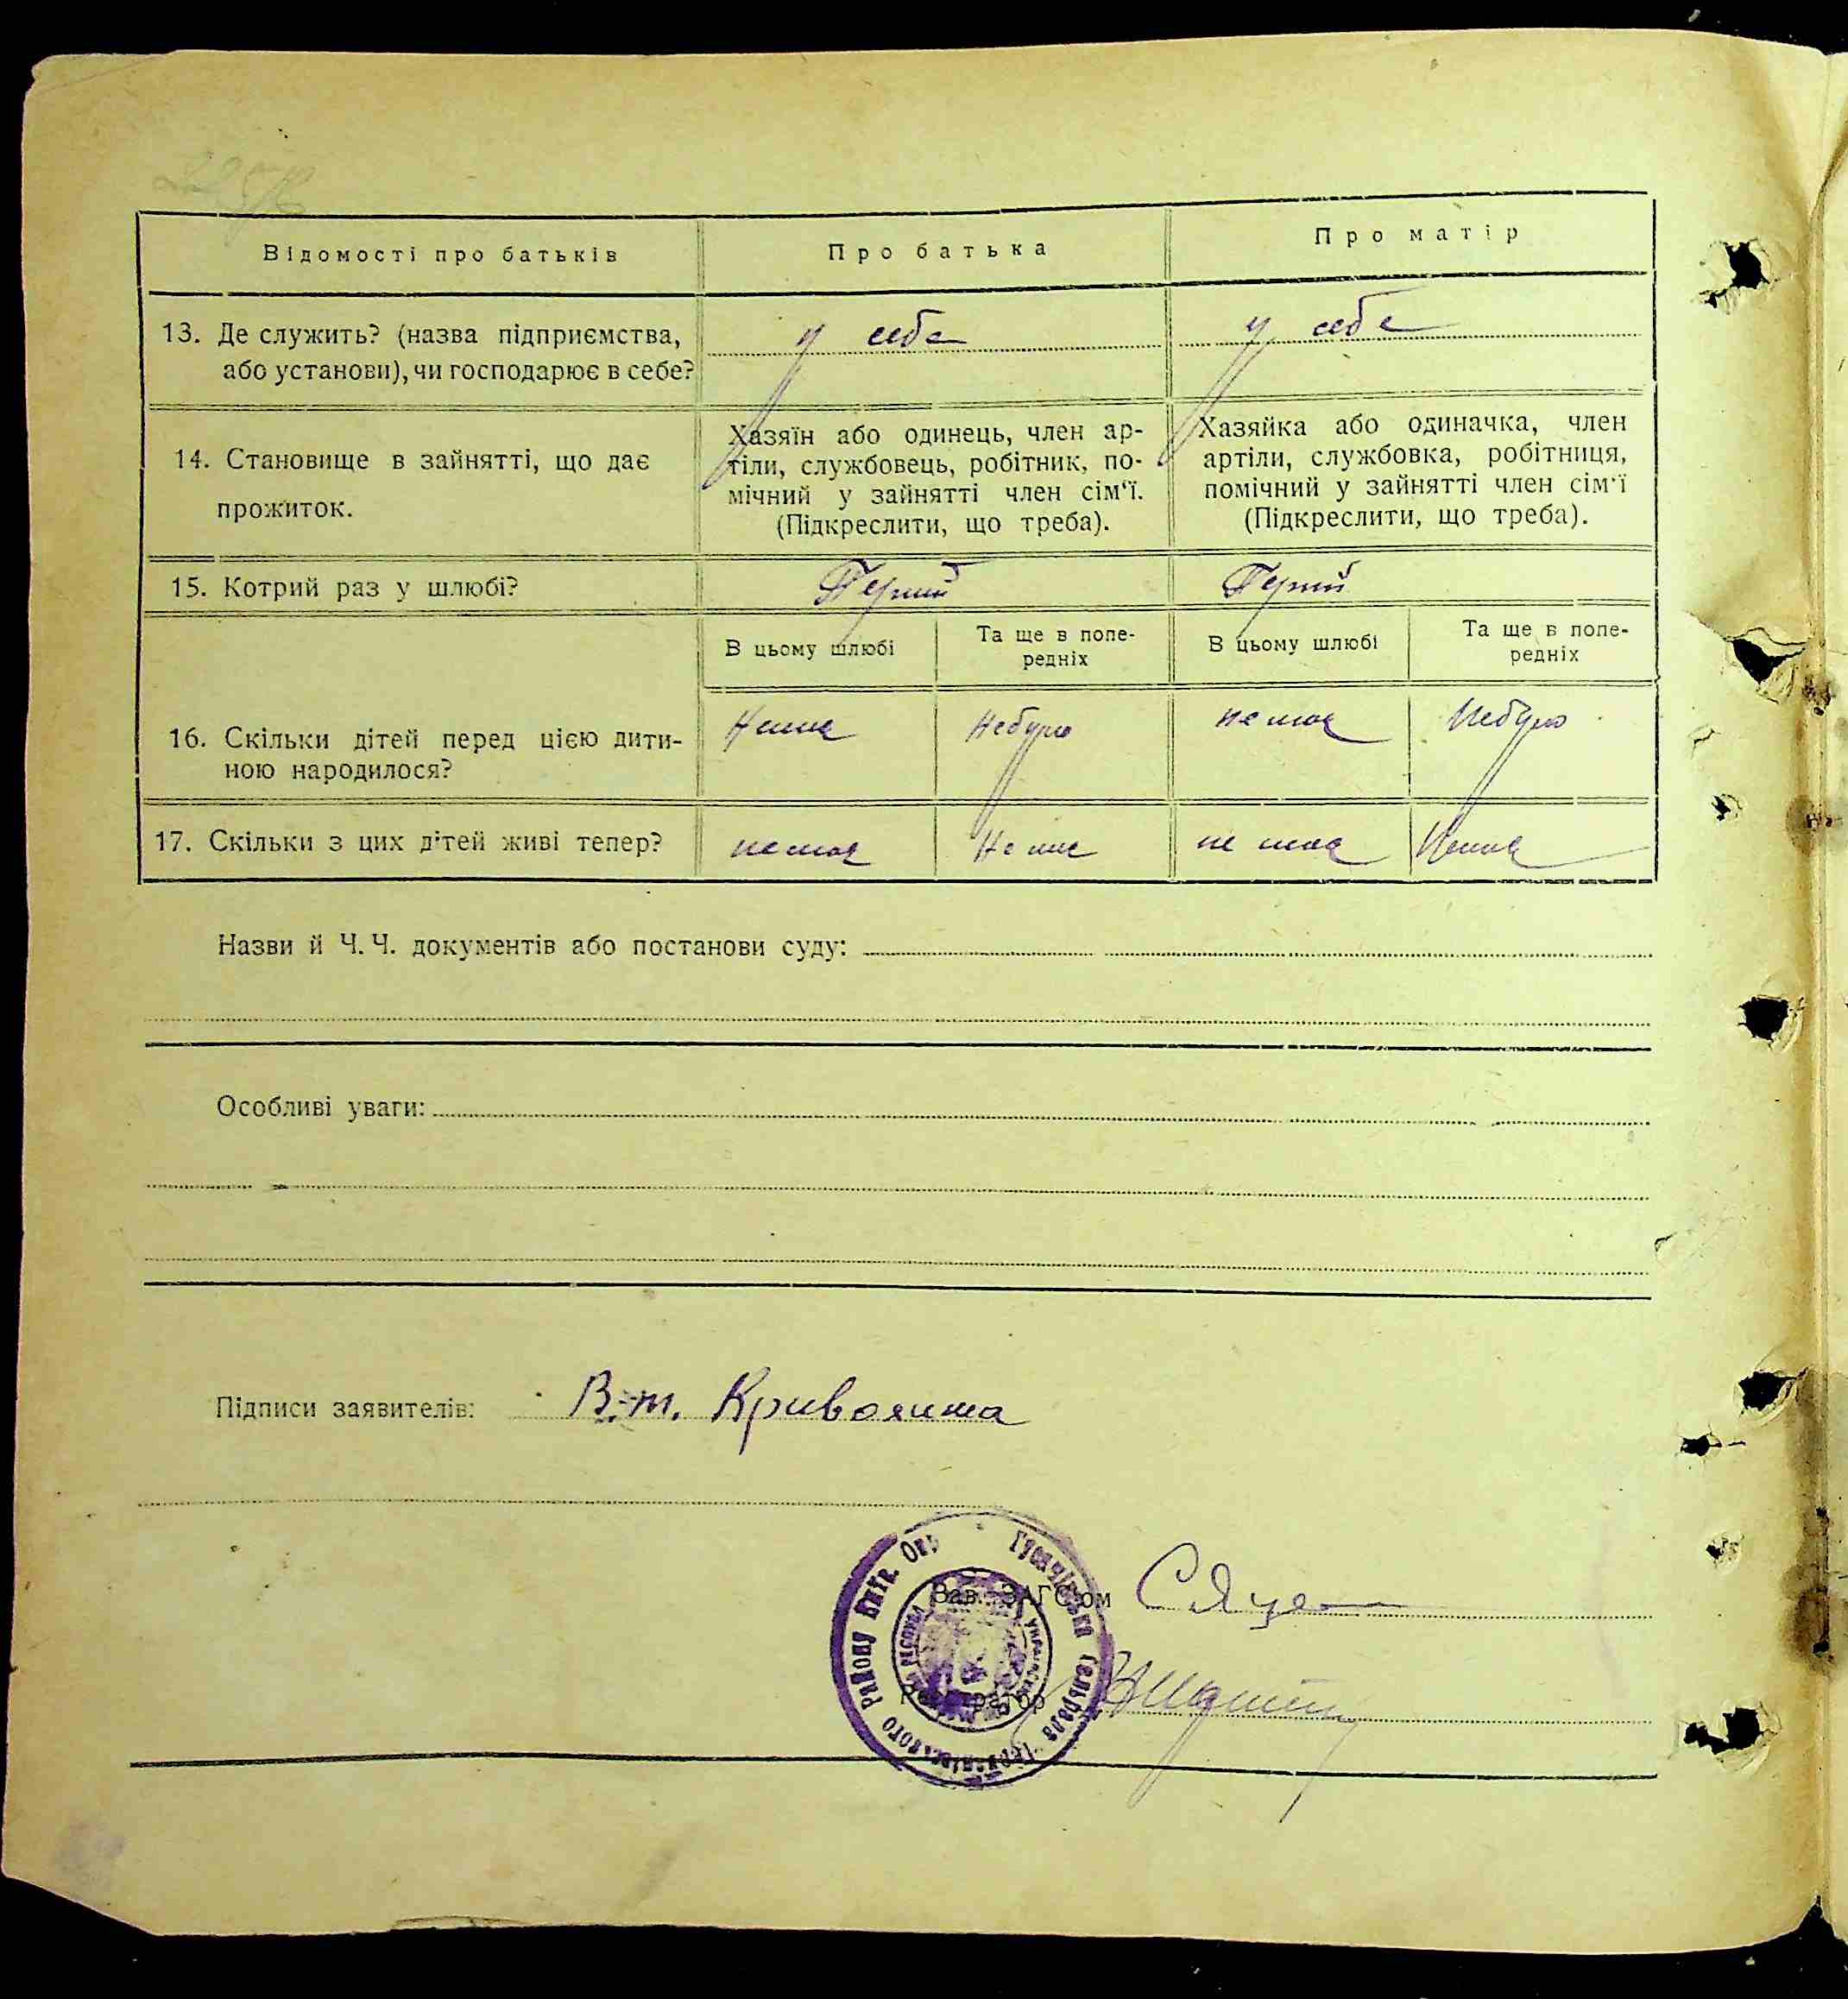 Відомості про батьків
Про батька
Про матір
13. Де служить? (назва підприємства, або установи), чи господарює в себе?
у себе
у себе
14. Становище в зайнятті, що дає прожиток.
Хазяїн або одинець, член ар-
тіли, службовець, робітник, по-
мічний у зайнятті член сім'ї.
(Підкреслити, що треба).
Хазяйка або одиначка, член
артіли, службовка, робітниця,
помічний у зайнятті член сім'ї
(Підкреслити, що треба).
15. Котрий раз у шлюбі?
Перший
Перший
В цьому шлюбі
Та ще в попе-
редніх
В цьому шлюбі
Та ще в попе-
редніх
16. Скільки дітей перед цією дити-
ною народилося?
Немає
Небуло
немає
Небуло
17. Скільки з цих дітей живі тепер?
немає
Немає
немає
Немає
Назви й Ч. Ч. документів або постанови суду:
Особливі уваги:
Підписи заявителів:
В.т. Кривошита
Зав. ЗАГС'ом
Реєстратор